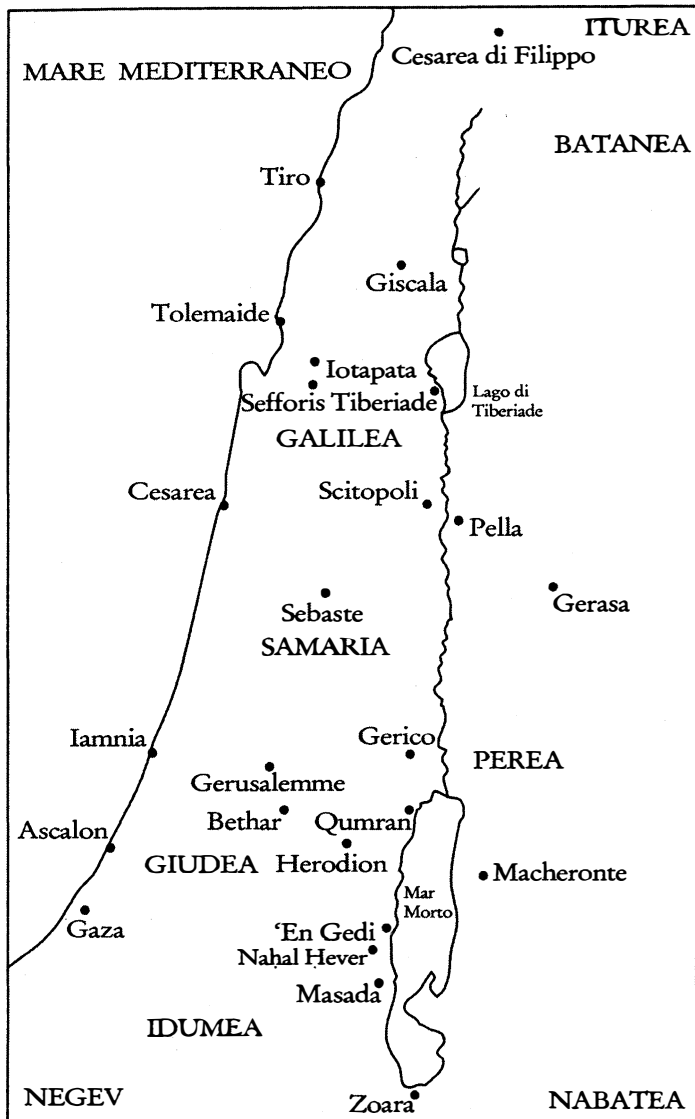 ITUREA
Cesarea di Filippo
MARE MEDITERRANEO
BATANEA
Tiro
Giscala
Tolemaide
Iotapata
Lago di
Tiberiade
Sefforis Tiberiade
GALILEA
Cesarea
Scitopoli
Pella
Gerasa
Sebaste
SAMARIA
Iamnia
Gerico
PEREA
Gerusalemme
Bethar
Qumran
Ascalon
GIUDEA Herodion
Macheronte
Mar
Morto
Gaza
'En Gedi
Naḥal Ḥever
Masada
IDUMEA
NEGEV
Zoara
NABATEA